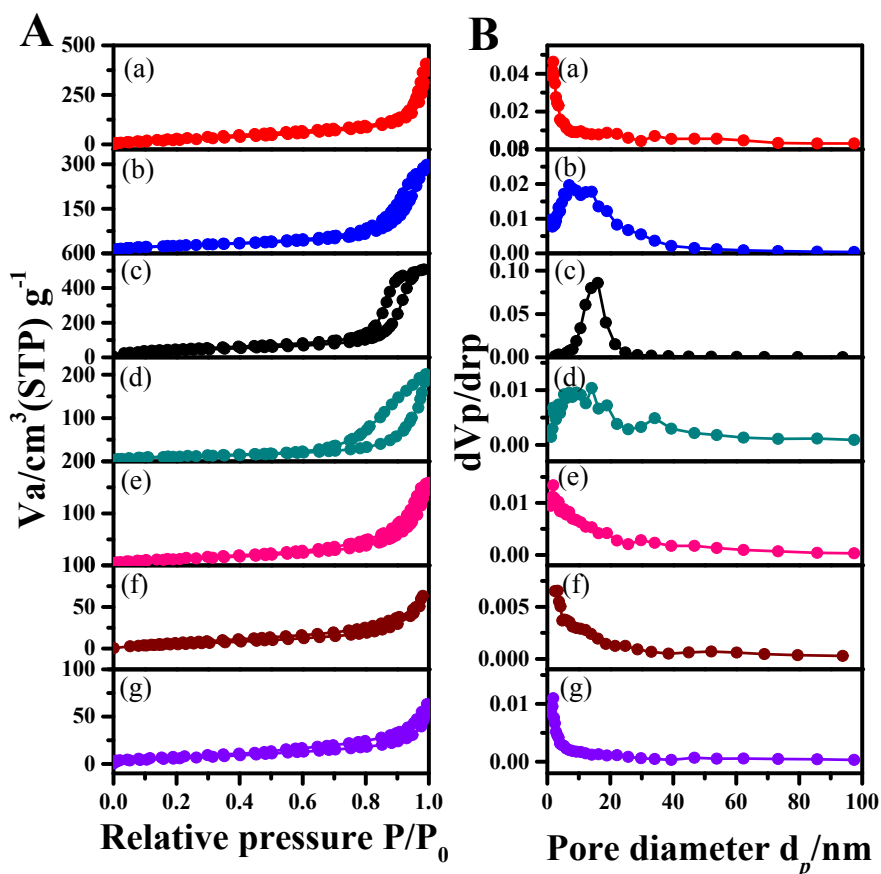 A
Va/cm³(STP) g⁻¹
500
(a)
250
0
300
(b)
150
600
(c)
400
200
0
200
(d)
100
200
(e)
100
100
(f)
50
0
100
(g)
50
0
0.0 0.2 0.4 0.6 0.8 1.0
Relative pressure P/P₀
B
dVp/drp
(a)
0.04
0.02
(b)
0.02
0.01
0.00
(c)
0.10
0.05
0.00
(d)
0.01
0.00
(e)
0.01
0.00
(f)
0.005
0.000
(g)
0.01
0.00
0 20 40 60 80 100
Pore diameter dₚ/nm